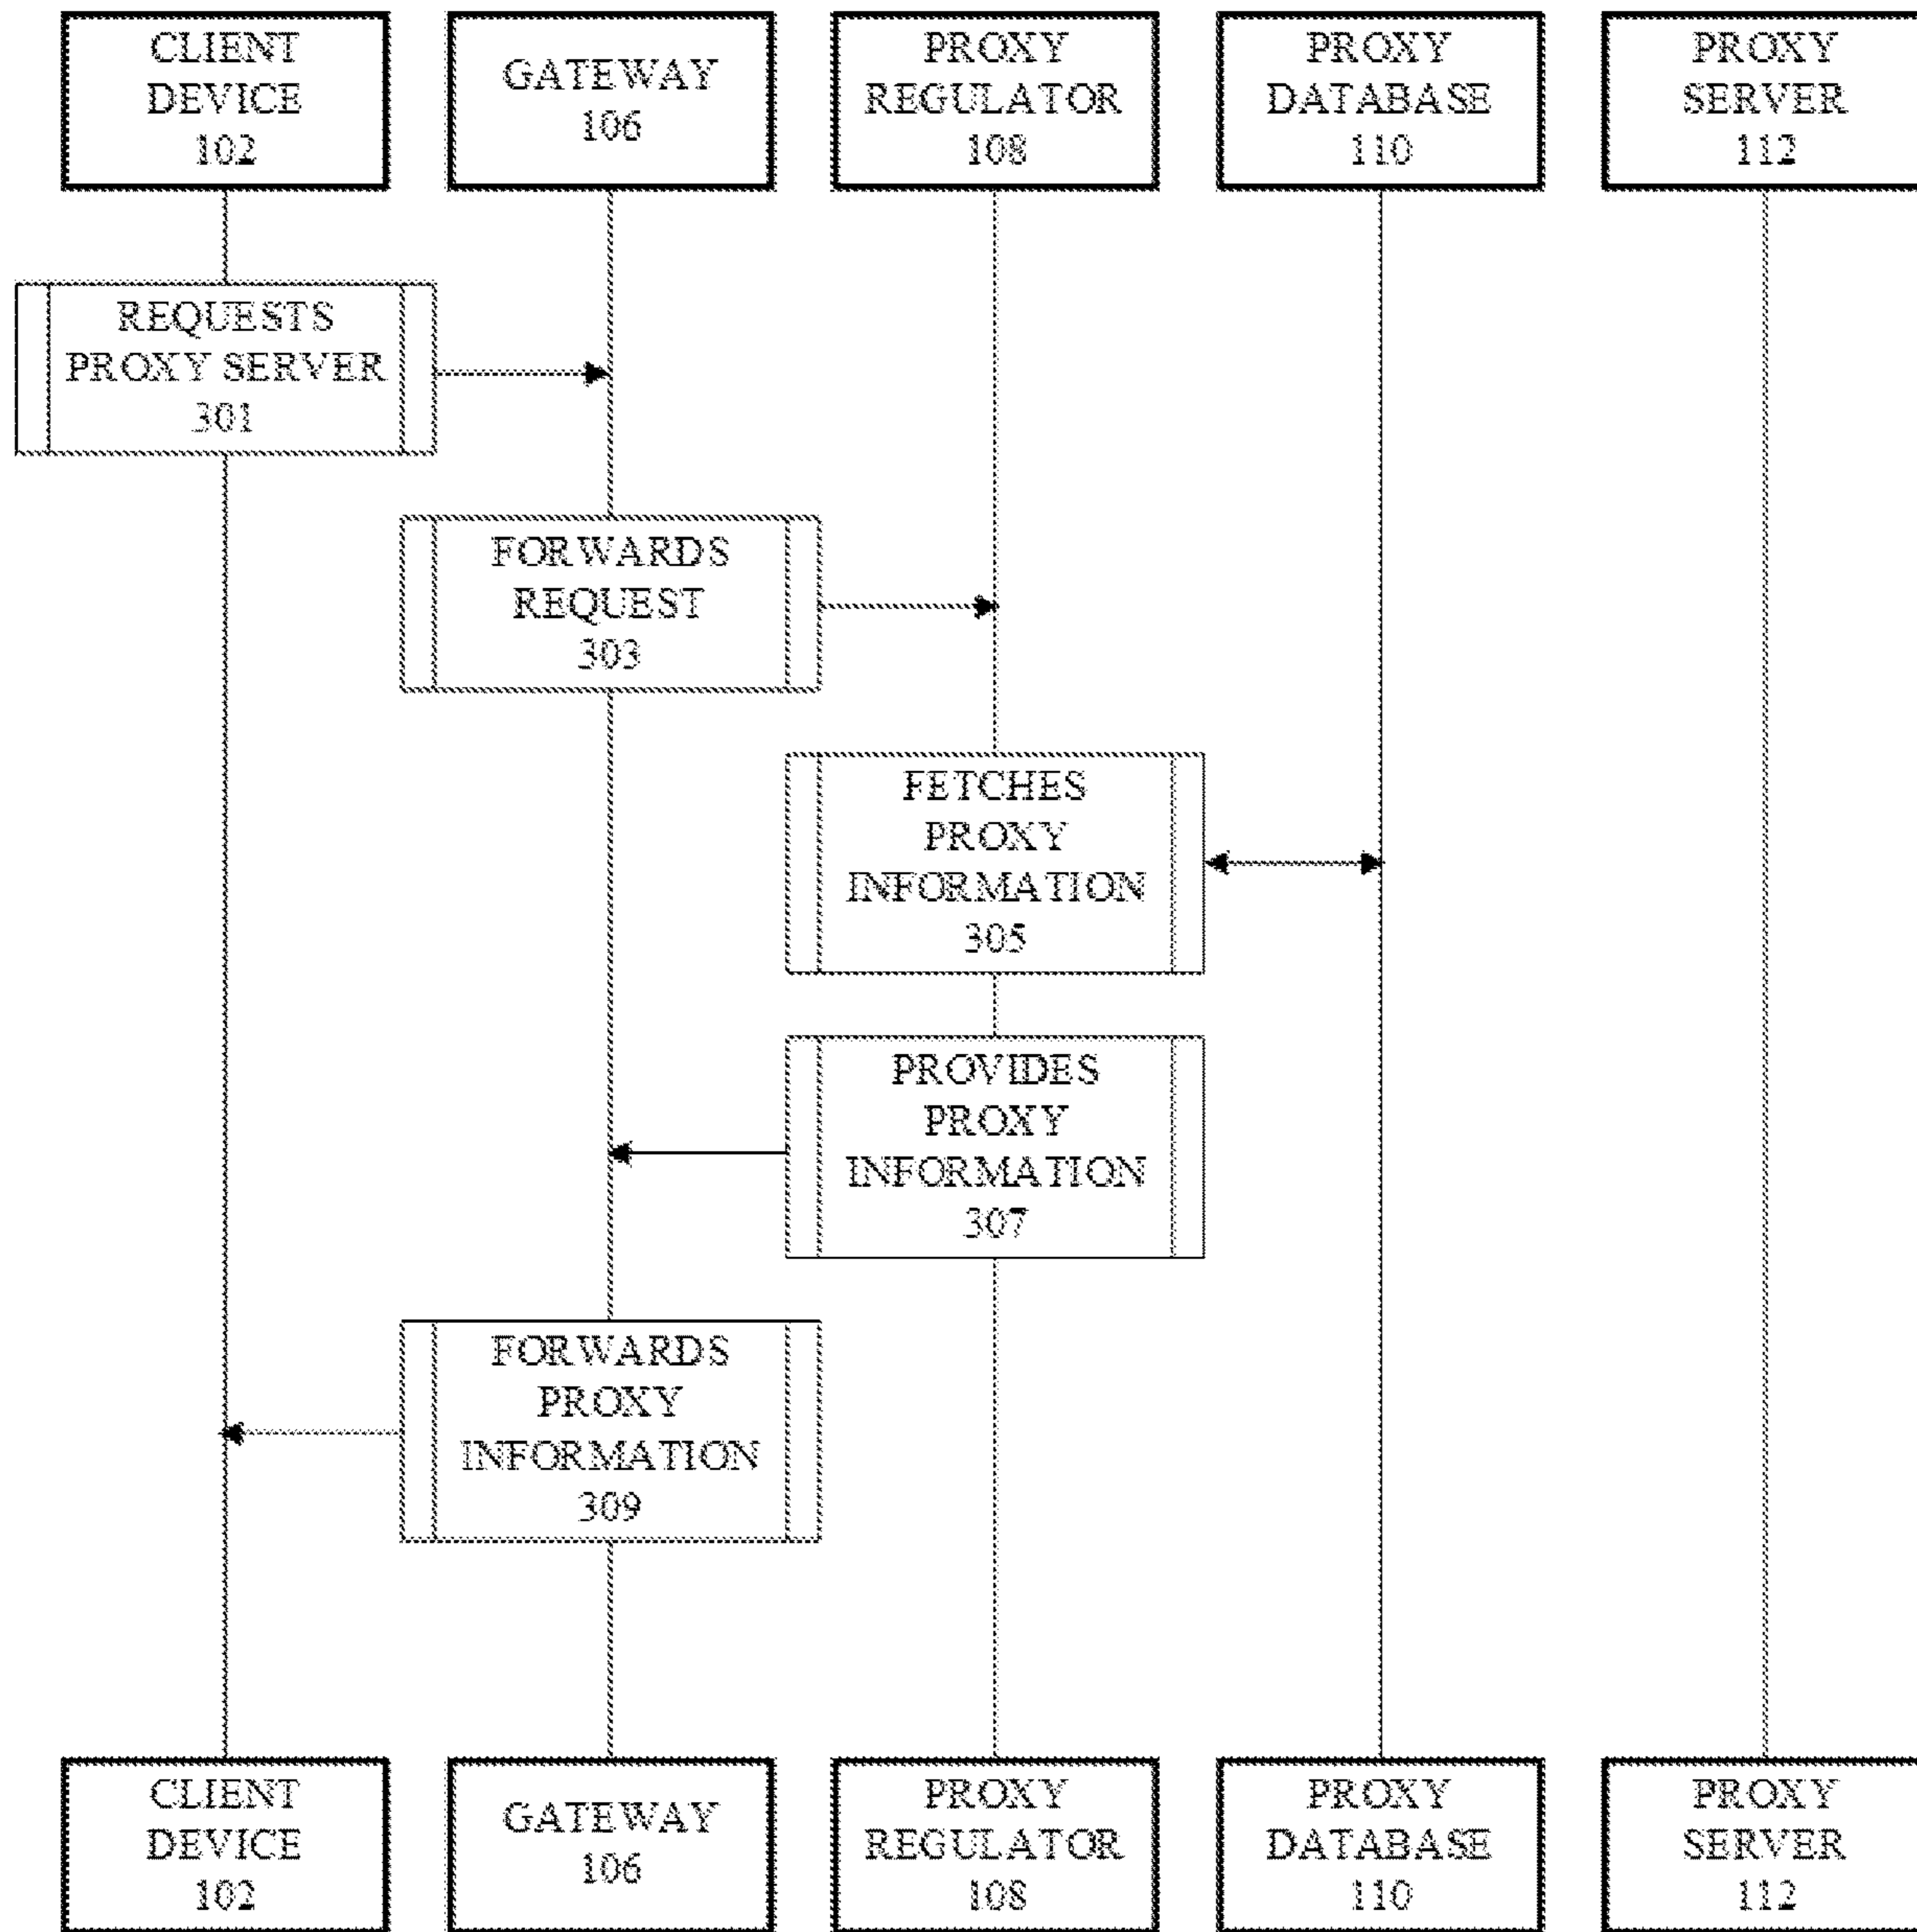 CLIENT
DEVICE
102
GATEWAY
106
PROXY
REGULATOR
108
PROXY
DATABASE
110
PROXY
SERVER
112
REQUESTS
PROXY SERVER
301
FORWARDS
REQUEST
303
FETCHES
PROXY
INFORMATION
305
PROVIDES
PROXY
INFORMATION
307
FORWARDS
PROXY
INFORMATION
309
CLIENT
DEVICE
102
GATEWAY
106
PROXY
REGULATOR
108
PROXY
DATABASE
110
PROXY
SERVER
112